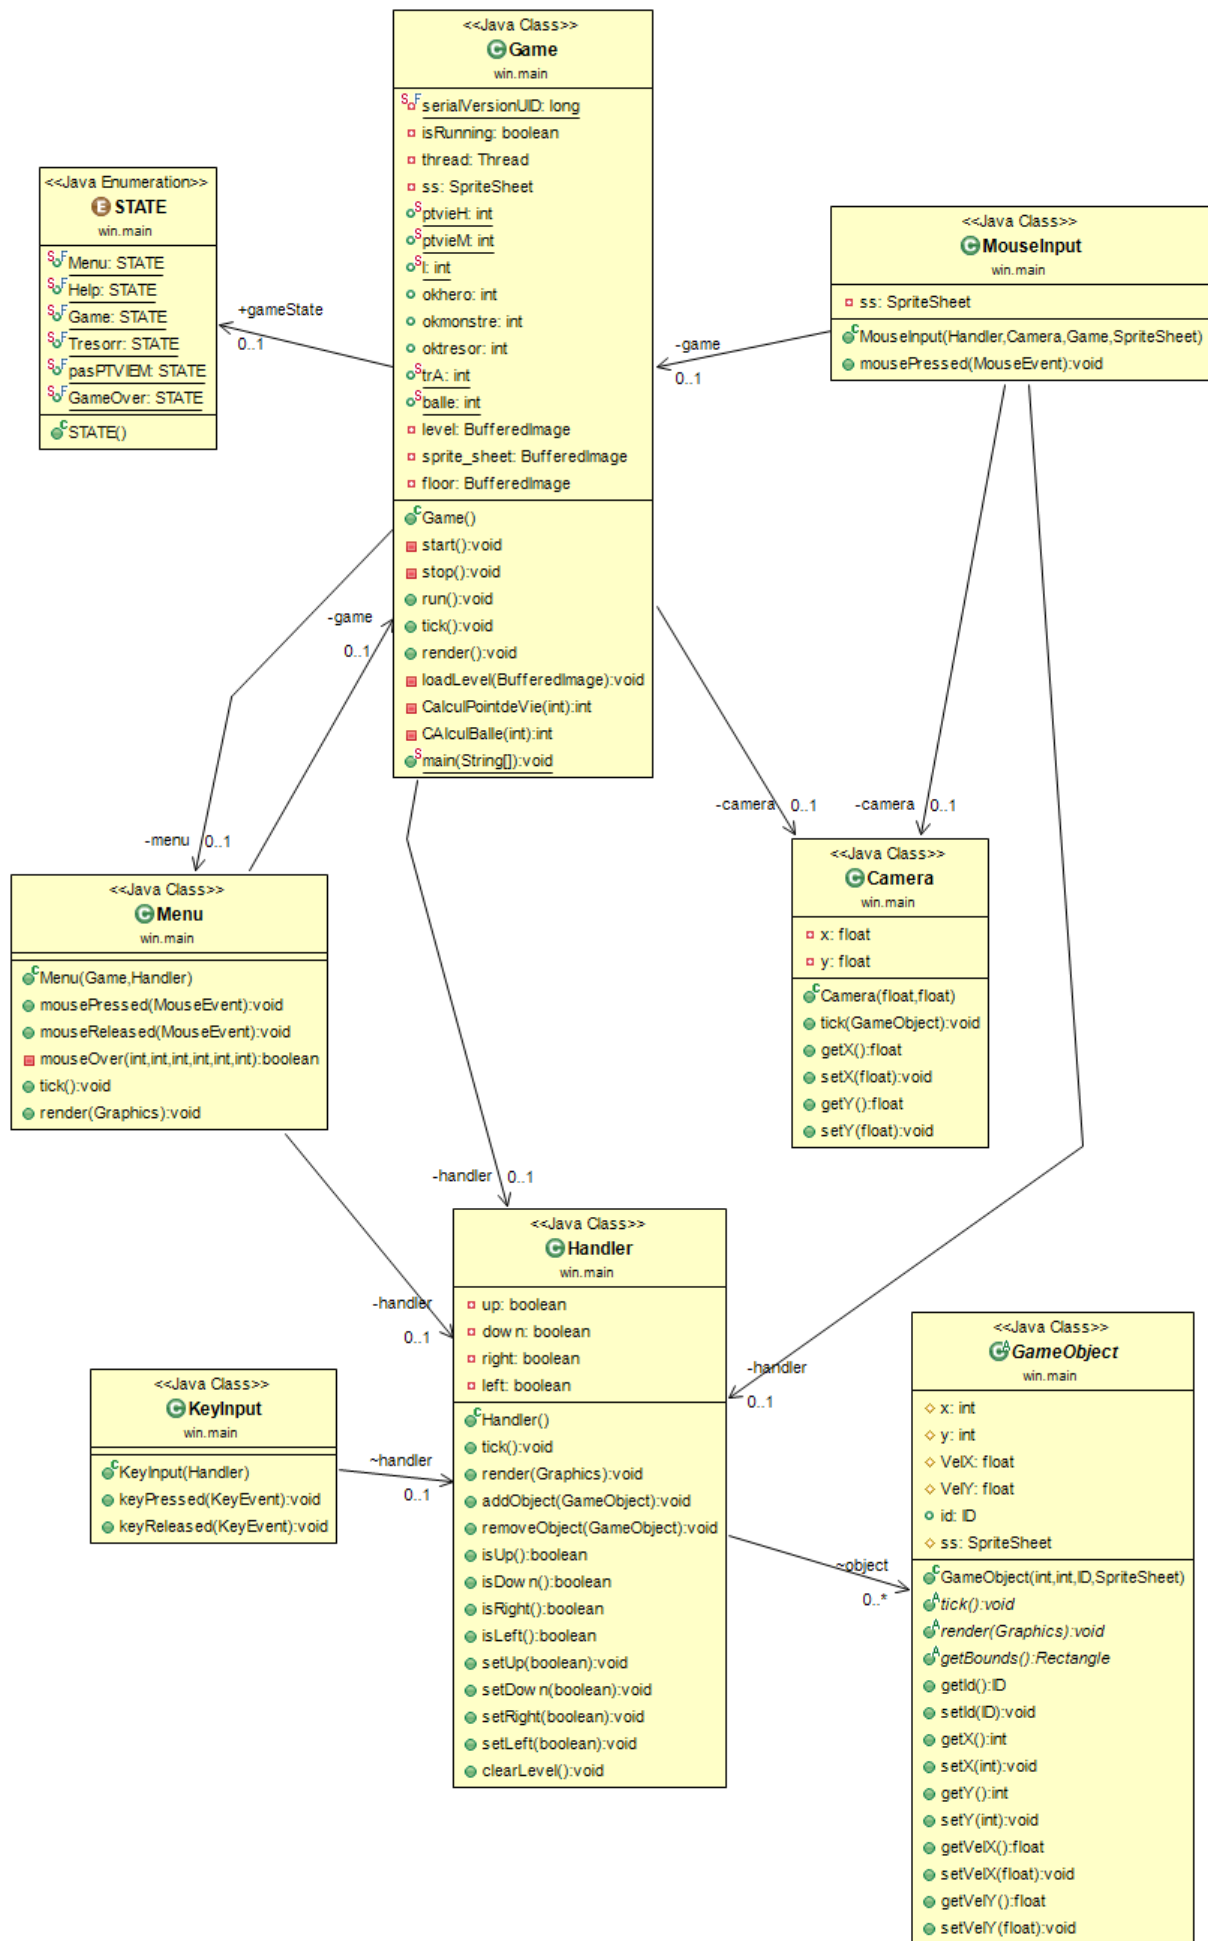 <<Java Class>>
Game
win.main
serialVersionUID: long
isRunning: boolean
thread: Thread
ss: SpriteSheet
ptvieH: int
ptvieM: int
l: int
okhero: int
okmonstre: int
oktresor: int
trA: int
balle: int
level: BufferedImage
sprite_sheet: BufferedImage
floor: BufferedImage
Game()
start():void
stop():void
run():void
tick():void
render():void
loadLevel(BufferedImage):void
CalculPointdeVie(int):int
CAlculBalle(int):int
main(String[]):void
<<Java Enumeration>>
STATE
win.main
Menu: STATE
Help: STATE
Game: STATE
Tresorr: STATE
pasPTVIEM: STATE
GameOver: STATE
STATE()
+gameState
0..1
<<Java Class>>
MouseInput
win.main
ss: SpriteSheet
MouseInput(Handler,Camera,Game,SpriteSheet)
mousePressed(MouseEvent):void
-game
0..1
-game
0..1
-menu 0..1
-camera 0..1
-camera 0..1
<<Java Class>>
Camera
win.main
x: float
y: float
Camera(float,float)
tick(GameObject):void
getX():float
setX(float):void
getY():float
setY(float):void
<<Java Class>>
Menu
win.main
Menu(Game,Handler)
mousePressed(MouseEvent):void
mouseReleased(MouseEvent):void
mouseOver(int,int,int,int,int,int):boolean
tick():void
render(Graphics):void
-handler 0..1
-handler
0..1
<<Java Class>>
Handler
win.main
up: boolean
down: boolean
right: boolean
left: boolean
Handler()
tick():void
render(Graphics):void
addObject(GameObject):void
removeObject(GameObject):void
isUp():boolean
isDown():boolean
isRight():boolean
isLeft():boolean
setUp(boolean):void
setDown(boolean):void
setRight(boolean):void
setLeft(boolean):void
clearLevel():void
-handler
0..1
<<Java Class>>
KeyInput
win.main
KeyInput(Handler)
keyPressed(KeyEvent):void
keyReleased(KeyEvent):void
~handler
0..1
~object
0..*
<<Java Class>>
GameObject
win.main
x: int
y: int
VelX: float
VelY: float
id: ID
ss: SpriteSheet
GameObject(int,int,ID,SpriteSheet)
tick():void
render(Graphics):void
getBounds():Rectangle
getId():ID
setId(ID):void
getX():int
setX(int):void
getY():int
setY(int):void
getVelX():float
setVelX(float):void
getVelY():float
setVelY(float):void